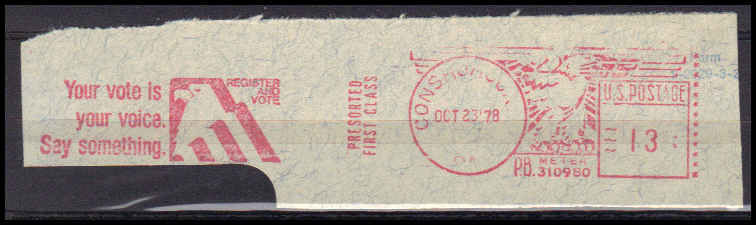 Your vote is
your voice.
Say something.
REGISTER
AND
VOTE
PRESORTED
FIRST CLASS
CONSHOHOCKEN
OCT 23 '78
PA
U.S. POSTAGE
13
P.B. METER
310980